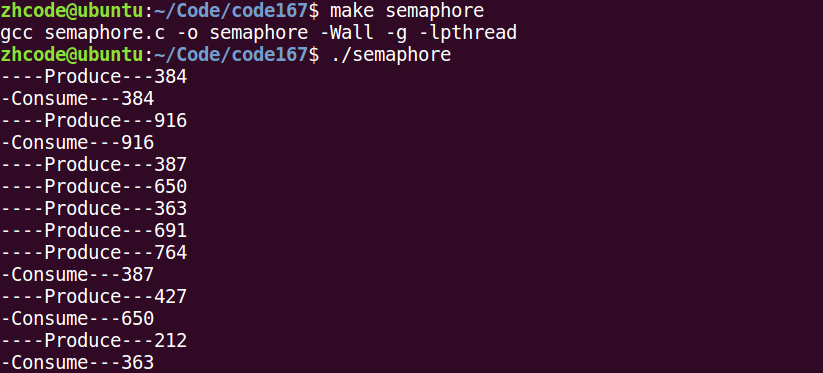 zhcode@ubuntu:~/Code/code167$ make semaphore
gcc semaphore.c -o semaphore -Wall -g -lpthread
zhcode@ubuntu:~/Code/code167$ ./semaphore
----Produce---384
-Consume---384
----Produce---916
-Consume---916
----Produce---387
----Produce---650
----Produce---363
----Produce---691
----Produce---764
-Consume---387
----Produce---427
-Consume---650
----Produce---212
-Consume---363